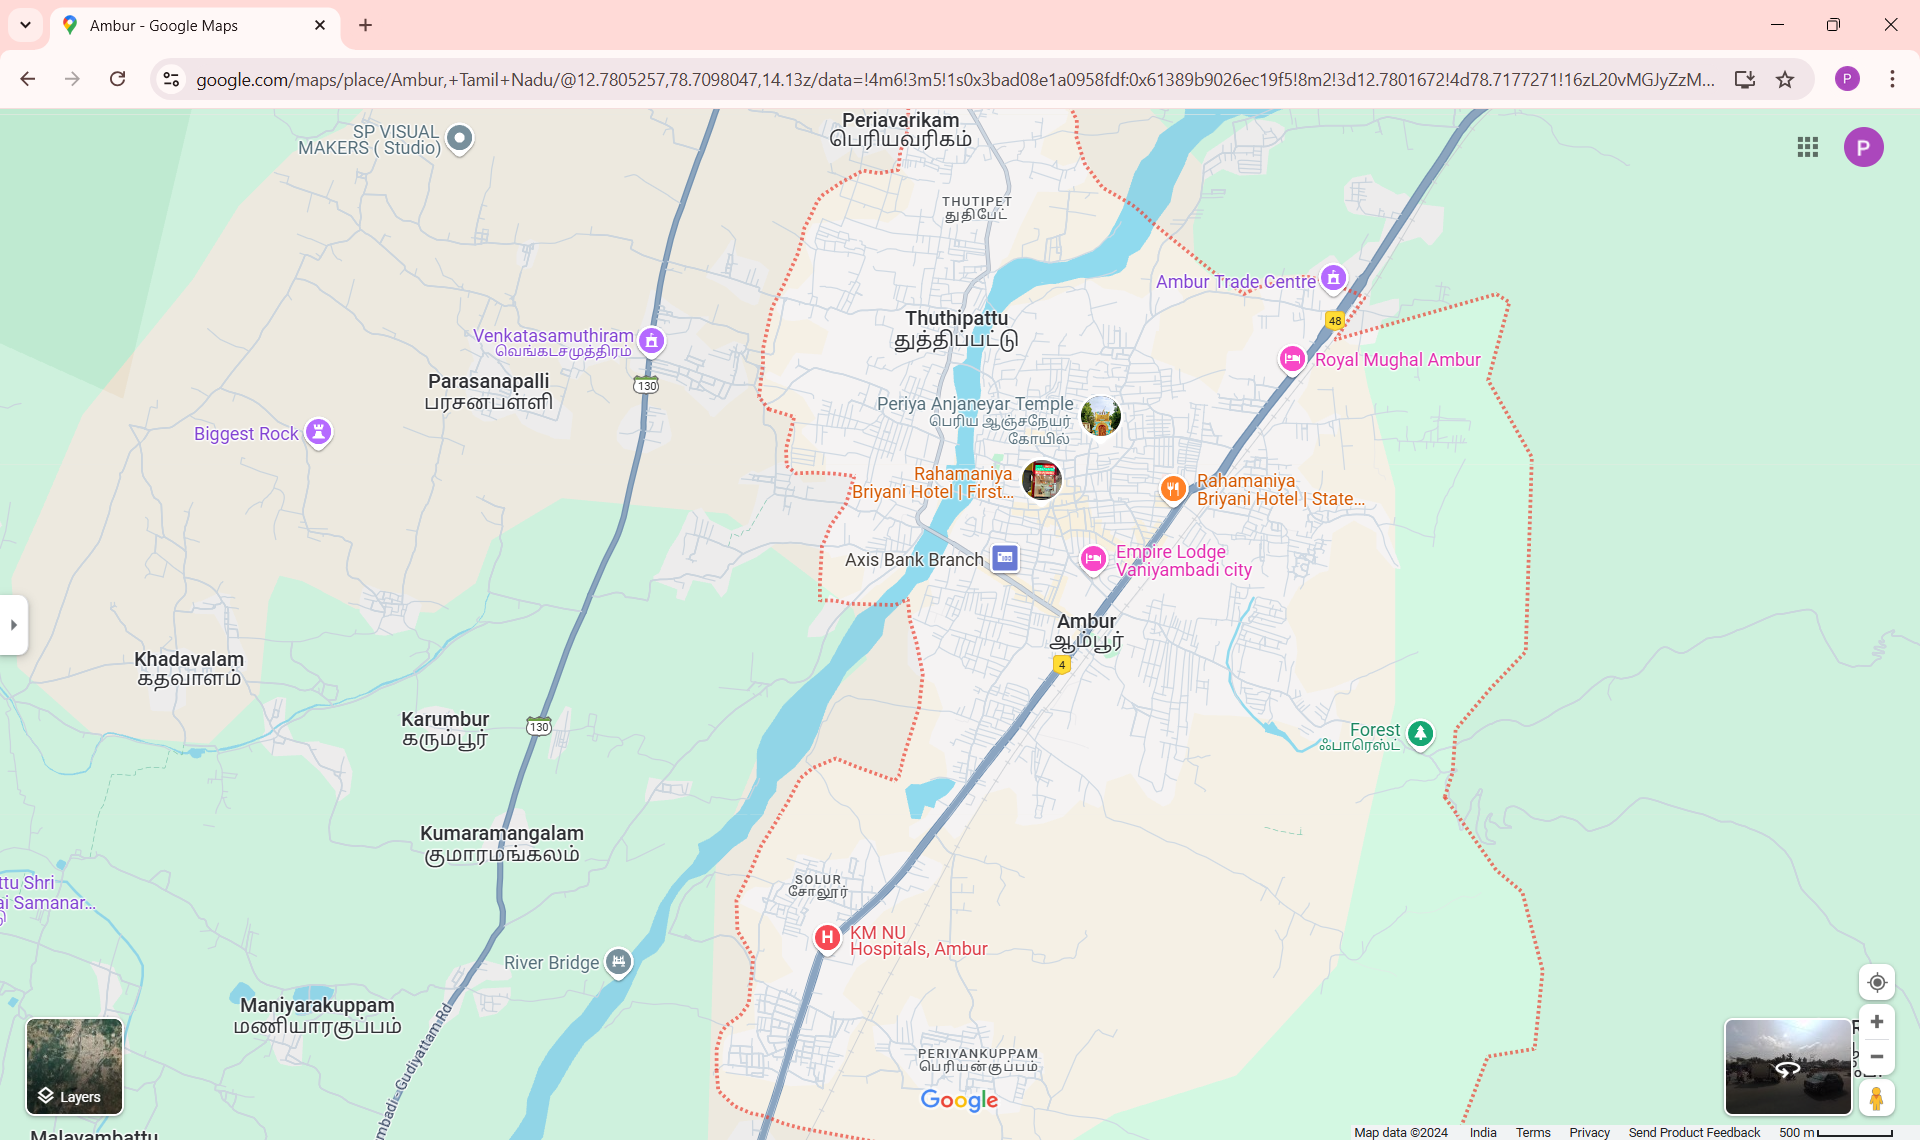 Ambur - Google Maps
google.com/maps/place/Ambur,+Tamil+Nadu/@12.7805257,78.7098047,14.13z/data=!4m6!3m5!1s0x3bad08e1a0958fdf:0x61389b9026ec19f5!8m2!3d12.7801672!4d78.7177271!16zL20vMGJyZzM...
P
SP VISUAL
MAKERS ( Studio)
Periavarikam
பெரியவரிகம்
P
THUTIPET
துதிபேட்
Ambur Trade Centre
48
Thuthipattu
துத்திப்பட்டு
Venkatasamuthiram
வெங்கடசமுத்திரம்
Royal Mughal Ambur
Parasanapalli
பரசனபள்ளி
130
Periya Anjaneyar Temple
பெரிய ஆஞ்சநேயர்
கோயில்
Biggest Rock
Rahamaniya
Briyani Hotel | First...
Rahamaniya
Briyani Hotel | State...
Axis Bank Branch
Empire Lodge
Vaniyambadi city
Ambur
ஆம்பூர்
4
Khadavalam
கதவாளம்
Karumbur
கரும்பூர்
130
Forest
ஃபாரெஸ்ட்
Kumaramangalam
குமாரமங்கலம்
ttu Shri
ai Samanar...
SOLUR
சோலூர்
H
KM NU
Hospitals, Ambur
River Bridge
Maniyarakuppam
மணியாரகுப்பம்
mbadi-Gudiyattam Rd
PERIYANKUPPAM
பெரியன்குப்பம்
Layers
Google
Malayambattu
Map data ©2024 India Terms Privacy Send Product Feedback 500 m